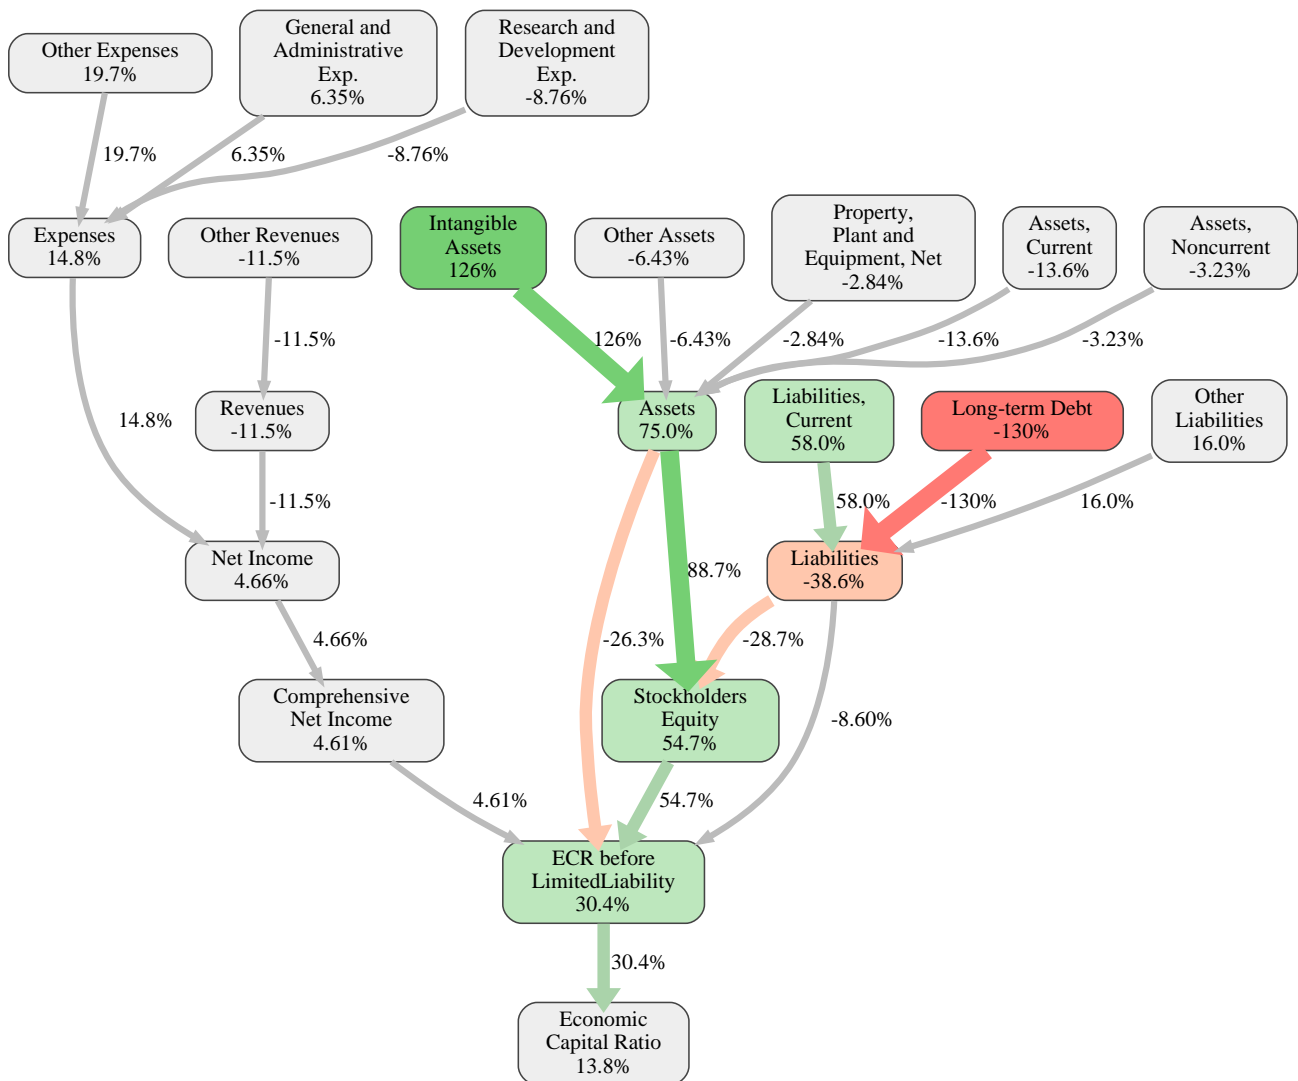 Other Expenses
19.7%
General and
Administrative
Exp.
6.35%
Research and
Development
Exp.
-8.76%
19.7%
6.35%
-8.76%
Expenses
14.8%
Other Revenues
-11.5%
Intangible
Assets
126%
Other Assets
-6.43%
Property,
Plant and
Equipment, Net
-2.84%
Assets,
Current
-13.6%
Assets,
Noncurrent
-3.23%
-11.5%
126%
-6.43%
-2.84%
-13.6%
-3.23%
14.8%
Revenues
-11.5%
Assets
75.0%
Liabilities,
Current
58.0%
Long-term Debt
-130%
Other
Liabilities
16.0%
-11.5%
58.0%
-130%
16.0%
Net Income
4.66%
88.7%
Liabilities
-38.6%
4.66%
-26.3%
-28.7%
Comprehensive
Net Income
4.61%
Stockholders
Equity
54.7%
-8.60%
4.61%
54.7%
ECR before
LimitedLiability
30.4%
30.4%
Economic
Capital Ratio
13.8%